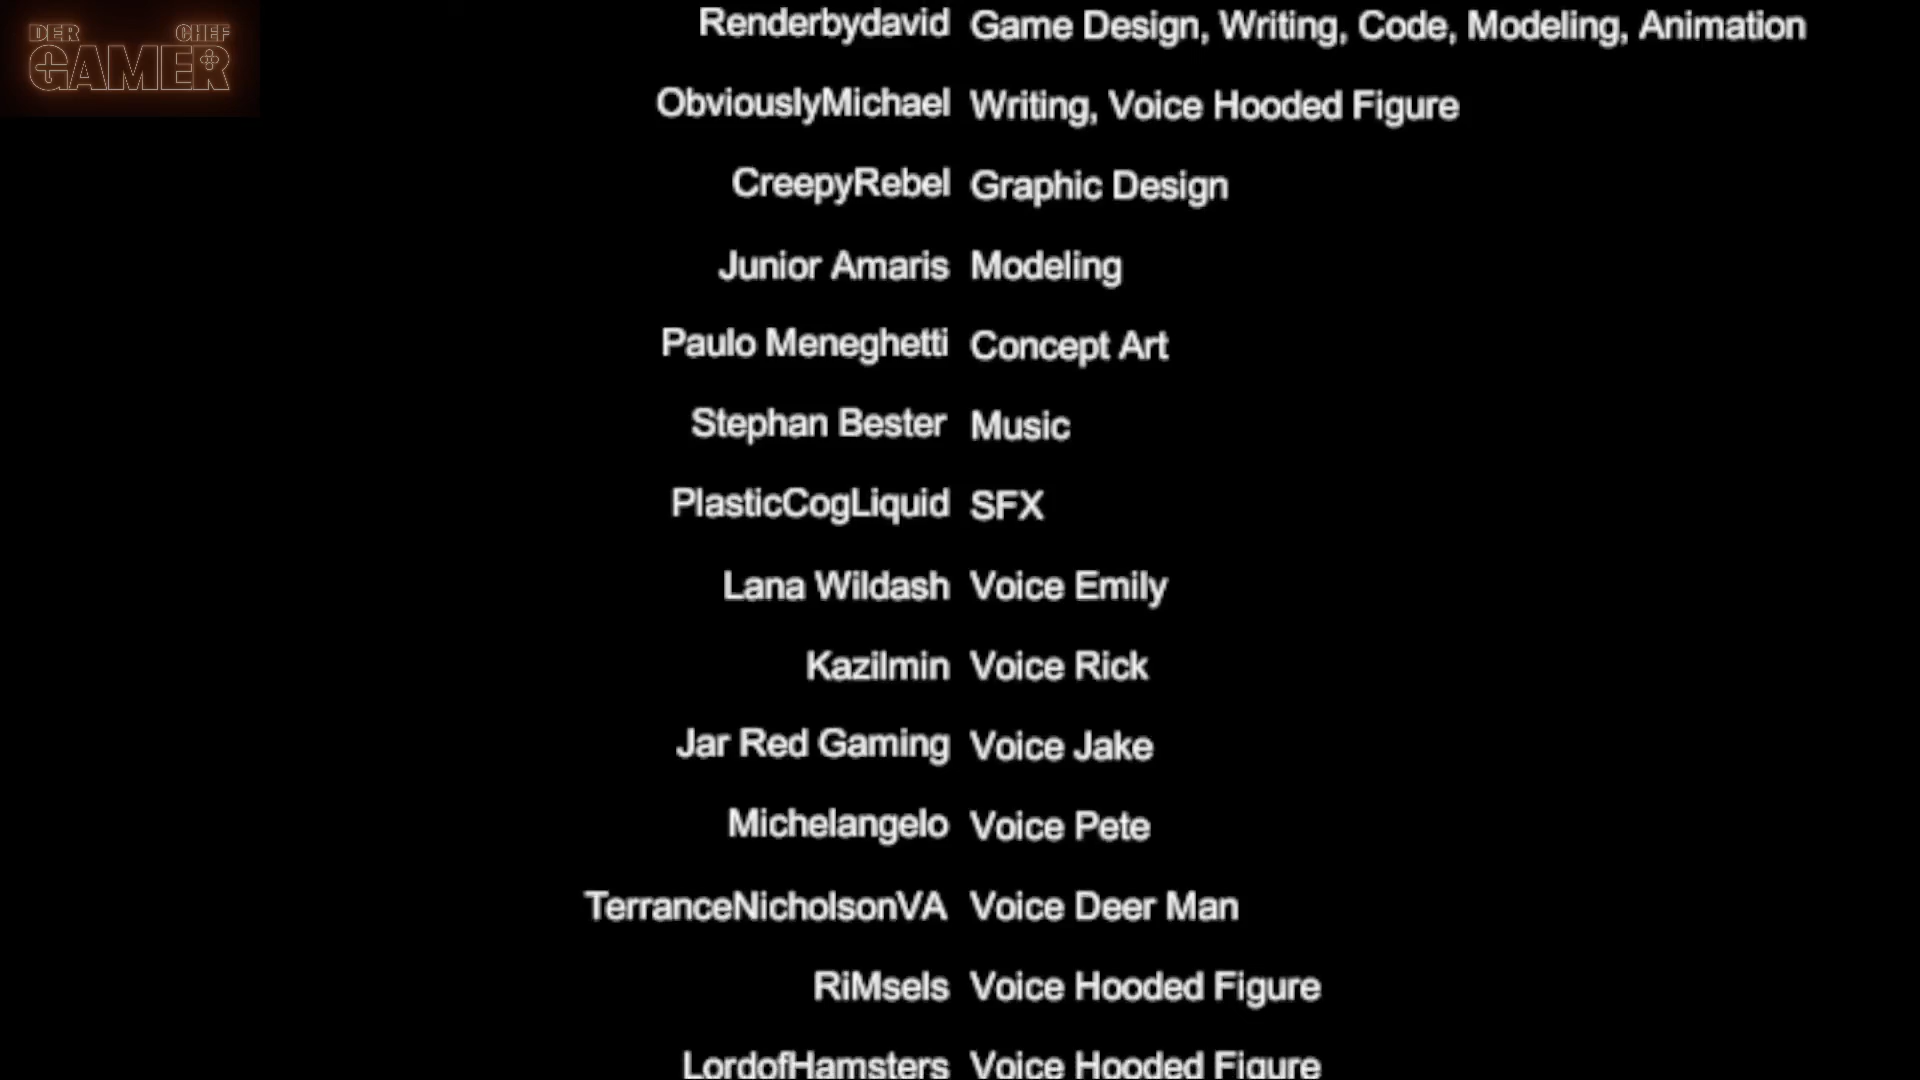 DER CHEF
GAMER
Renderbydavid Game Design, Writing, Code, Modeling, Animation
ObviouslyMichael Writing, Voice Hooded Figure
CreepyRebel Graphic Design
Junior Amaris Modeling
Paulo Meneghetti Concept Art
Stephan Bester Music
PlasticCogLiquid SFX
Lana Wildash Voice Emily
Kazilmin Voice Rick
Jar Red Gaming Voice Jake
Michelangelo Voice Pete
TerranceNicholsonVA Voice Deer Man
RiMsels Voice Hooded Figure
LordofHamsters Voice Hooded Figure